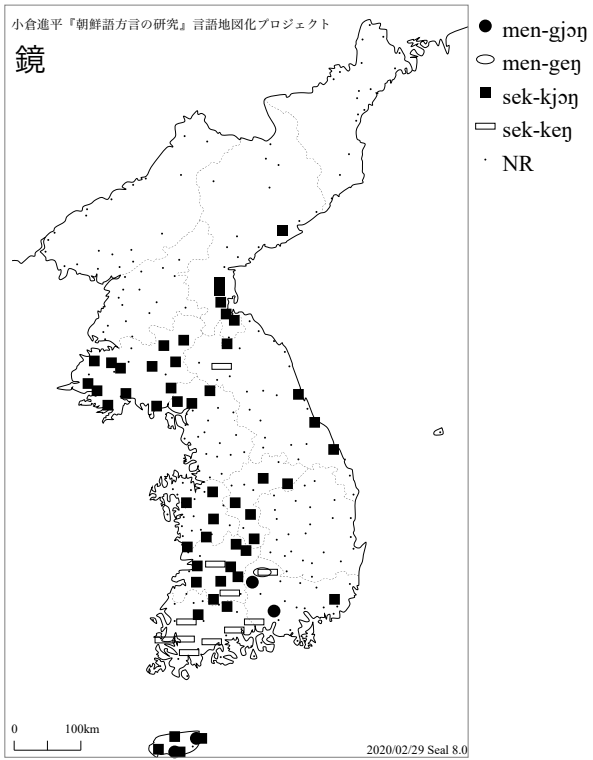 小倉進平『朝鮮語方言の研究』言語地図化プロジェクト
鏡
men-gjɔŋ
men-geŋ
sek-kjɔŋ
sek-keŋ
NR
0 100km
2020/02/29 Seal 8.0